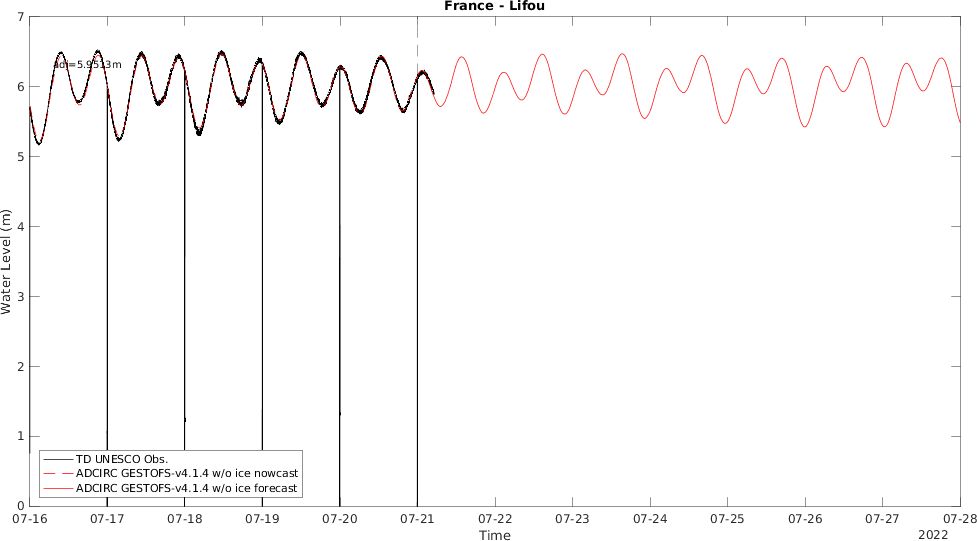 France - Lifou
7
6
5
4
3
2
1
0
Water Level (m)
adj=5.9513m
TD UNESCO Obs.
ADCIRC GESTOFS-v4.1.4 w/o ice nowcast
ADCIRC GESTOFS-v4.1.4 w/o ice forecast
07-16 07-17 07-18 07-19 07-20 07-21 07-22 07-23 07-24 07-25 07-26 07-27 07-28
Time
2022